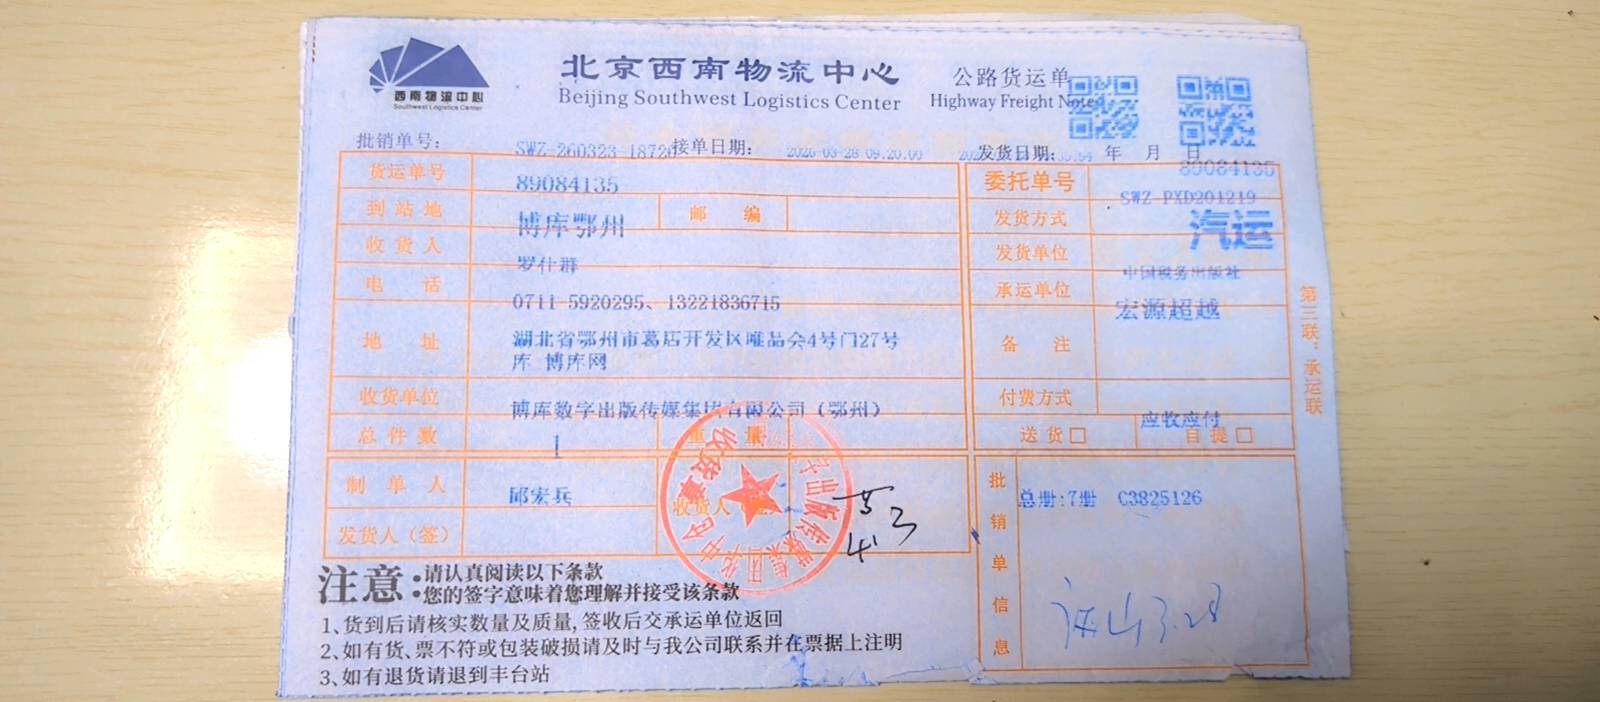 西南物流中心
Southwest Logistics Center
北京西南物流中心
Beijing Southwest Logistics Center
公路货运单
Highway Freight Note
批销单号: SWZ-260323-18720 接单日期: 2026-03-28 09.20.00 发货日期: 年 月 日
89084135
货运单号 89084135
委托单号 SWZ-PXD201219
到站地 博库鄂州 邮编
发货方式 汽运
收货人 罗仕群
发货单位 中国税务出版社
电话 0711-5920295、13221836715
承运单位 宏源超越
地址 湖北省鄂州市葛店开发区唯品会4号门27号
库 博库网
备注
收货单位 博库数字出版传媒集团有限公司（鄂州）
付费方式 应收应付
总件数 1 重量
送货□ 自提□
制单人 邱宏兵
收货人
发货人（签）
批销单信息
总册:7册 C3825126
3.28
收货章
第三联：承运联
注意:请认真阅读以下条款
您的签字意味着您理解并接受该条款
1、货到后请核实数量及质量,签收后交承运单位返回
2、如有货、票不符或包装破损请及时与我公司联系并在票据上注明
3、如有退货请退到丰台站